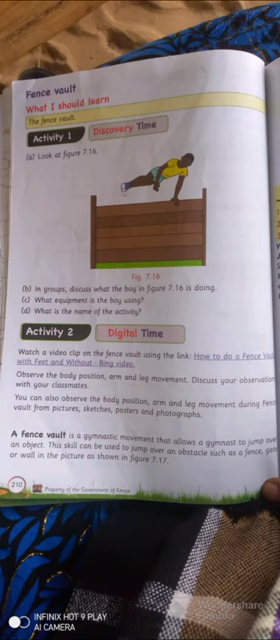 Fence vault
What I should learn
The fence vault.
Activity 1 Discovery Time
(a) Look at figure 7.16.
Fig. 7.16
(b) In groups, discuss what the boy in figure 7.16 is doing.
(c) What equipment is the boy using?
(d) What is the name of the activity?
Activity 2 Digital Time
Watch a video clip on the fence vault using the link: How to do a Fence
with Feet and Without - Bing video.
Observe the body position, arm and leg movement. Discuss your observation
with your classmates.
You can also observe the body position, arm and leg movement during
vault from pictures, sketches, posters and photographs.
A fence vault is a gymnastic movement that allows a gymnast to jump over
an object. This skill can be used to jump over an obstacle such as a fence,
or wall in the picture as shown in figure 7.17.
210
Property of the Government of Kenya
Wondershare
INFINIX HOT 9 PLAY
AI CAMERA